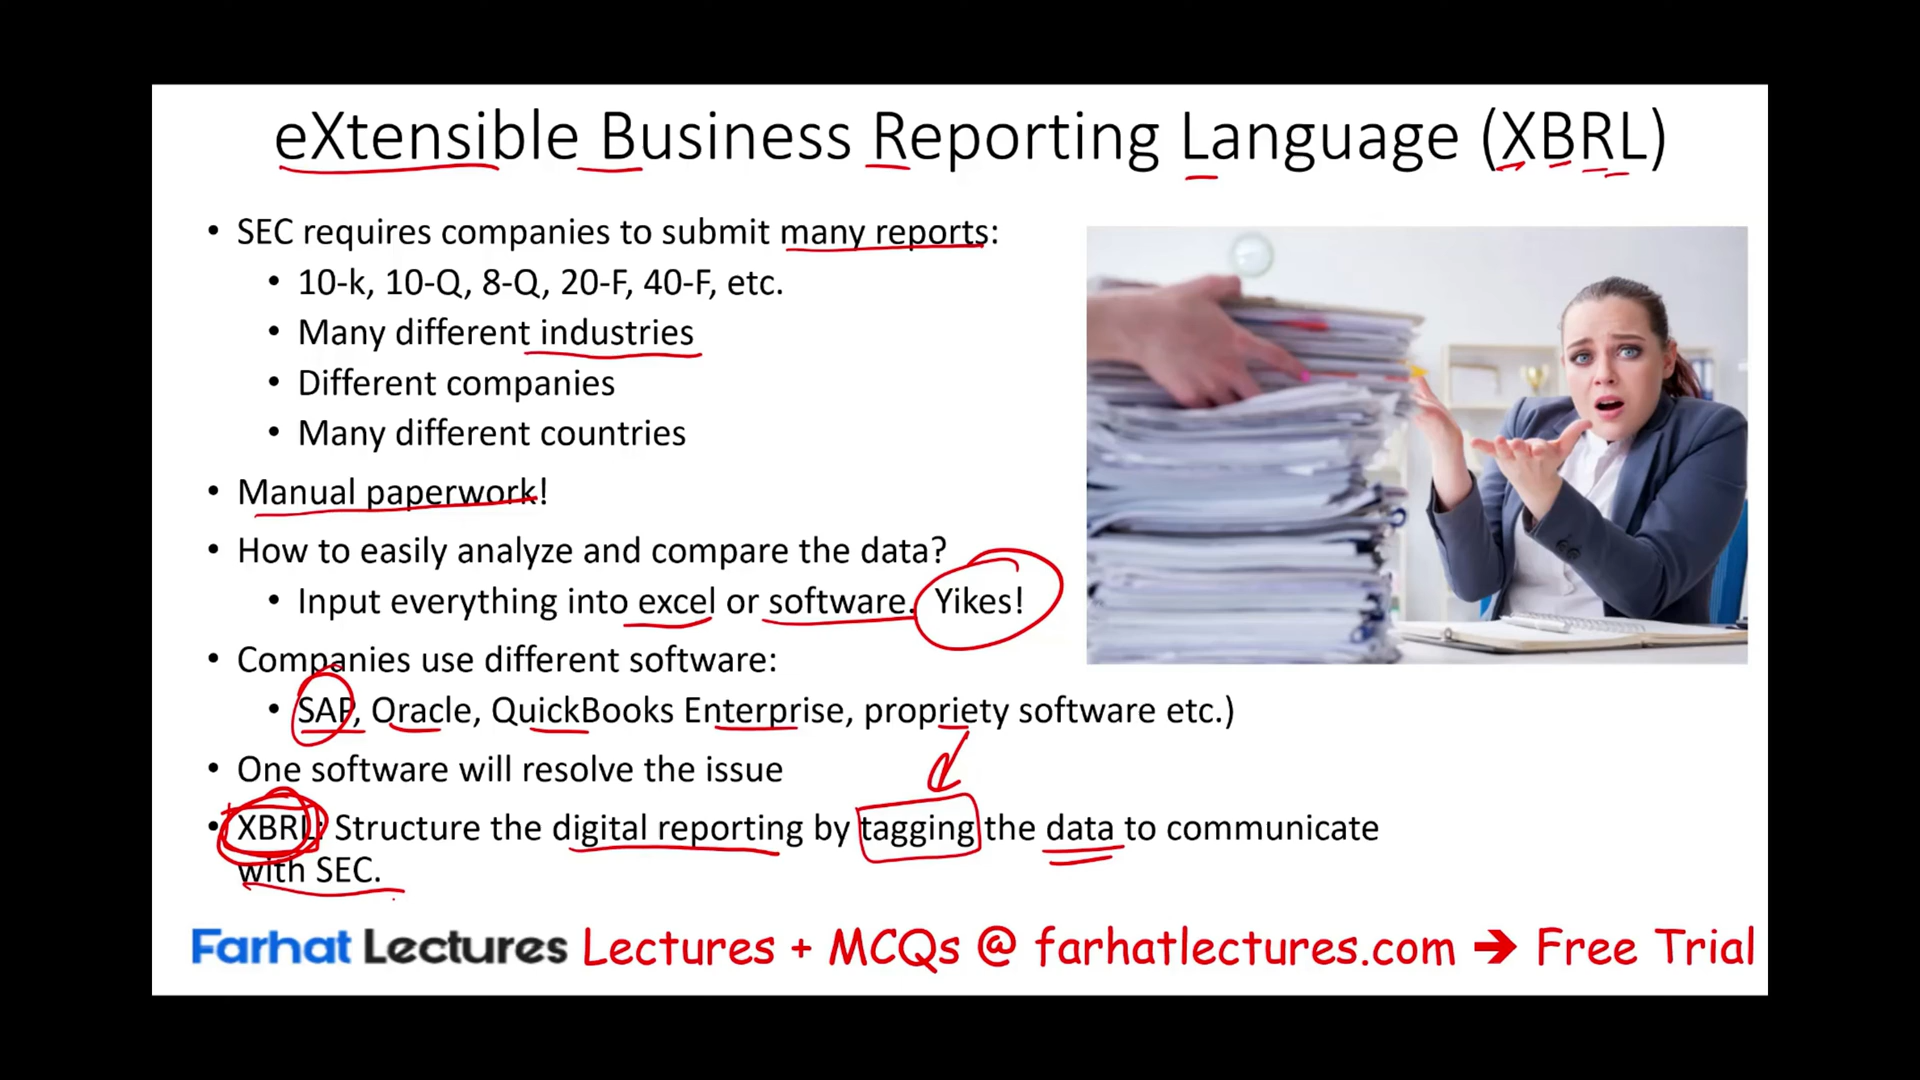 eXtensible Business Reporting Language (XBRL)
• SEC requires companies to submit many reports:
• 10-k, 10-Q, 8-Q, 20-F, 40-F, etc.
• Many different industries
• Different companies
• Many different countries
• Manual paperwork!
• How to easily analyze and compare the data?
• Input everything into excel or software. Yikes!
• Companies use different software:
• SAP, Oracle, QuickBooks Enterprise, propriety software etc.)
• One software will resolve the issue
• XBRL: Structure the digital reporting by tagging the data to communicate
with SEC.
Farhat Lectures Lectures + MCQs @ farhatlectures.com ➔ Free Trial